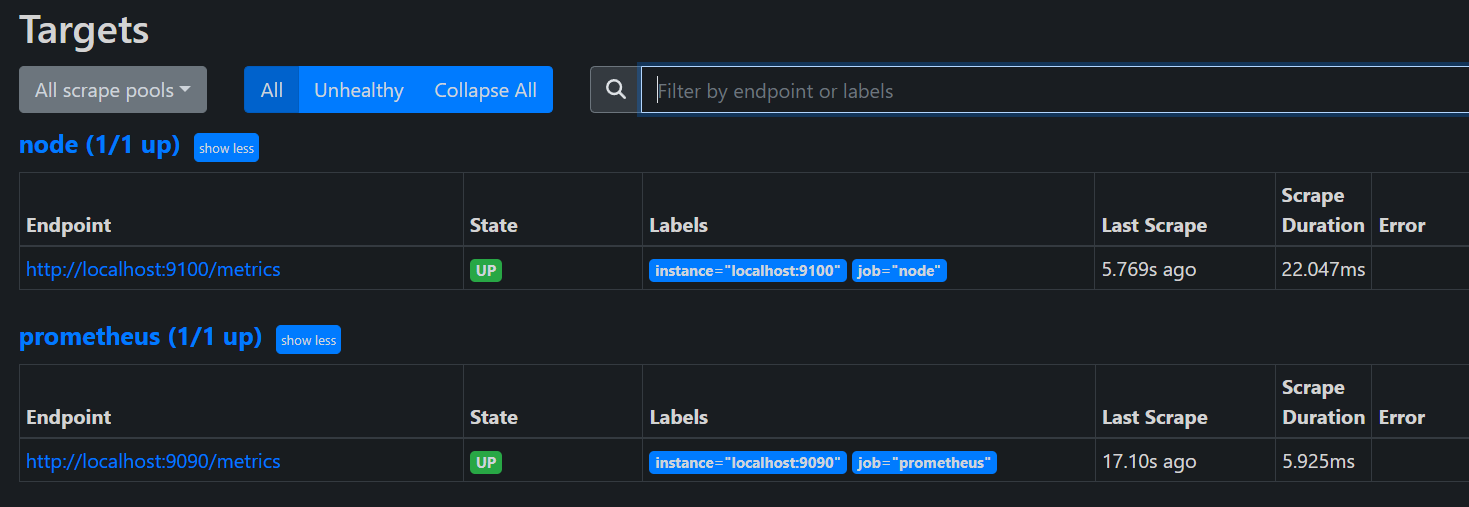 Targets
All scrape pools All Unhealthy Collapse All Filter by endpoint or labels
node (1/1 up) show less
Endpoint State Labels Last Scrape Scrape Duration Error
http://localhost:9100/metrics UP instance="localhost:9100" job="node" 5.769s ago 22.047ms
prometheus (1/1 up) show less
Endpoint State Labels Last Scrape Scrape Duration Error
http://localhost:9090/metrics UP instance="localhost:9090" job="prometheus" 17.10s ago 5.925ms